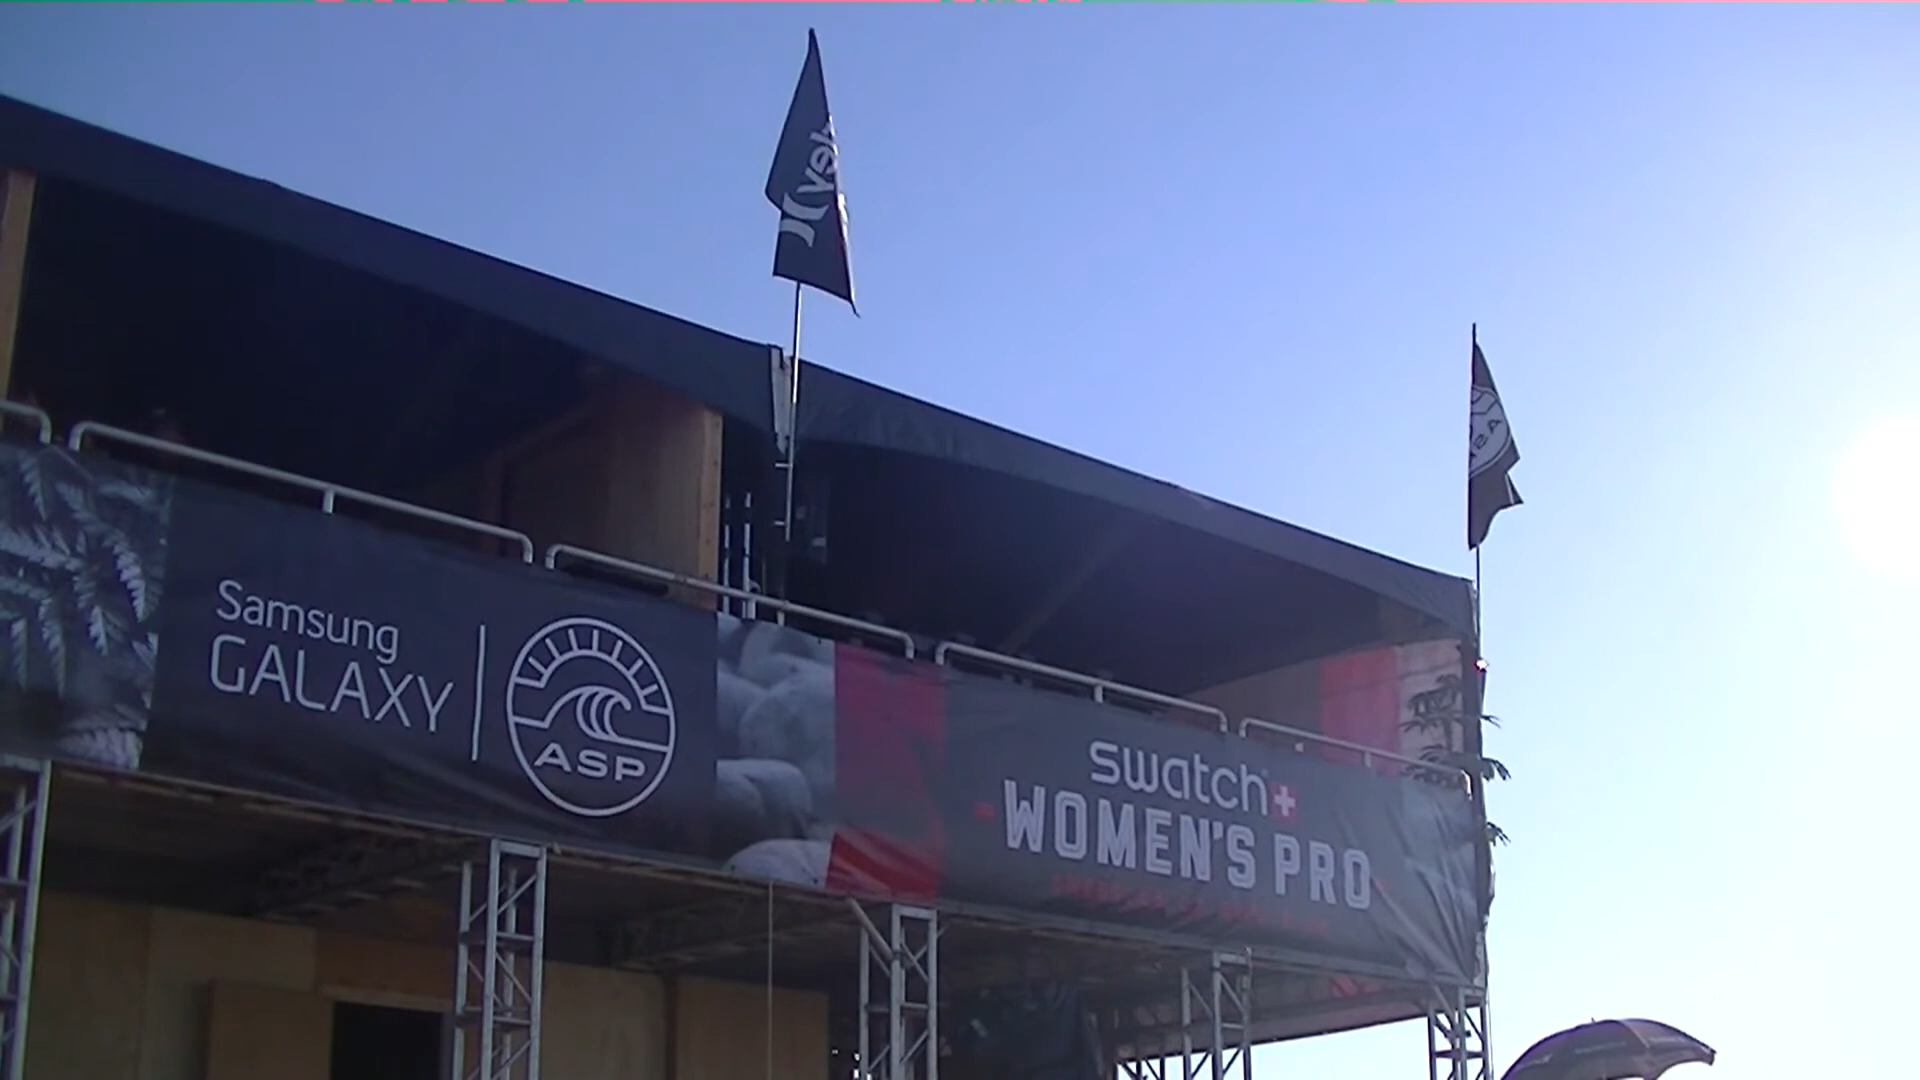 Samsung
GALAXY
ASP
swatch
WOMEN'S PRO